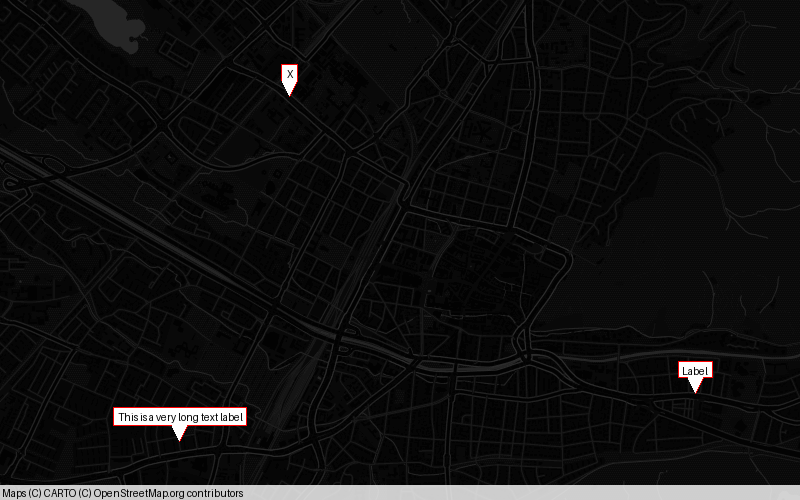 X
Label
This is a very long text label
Maps (C) CARTO (C) OpenStreetMap.org contributors